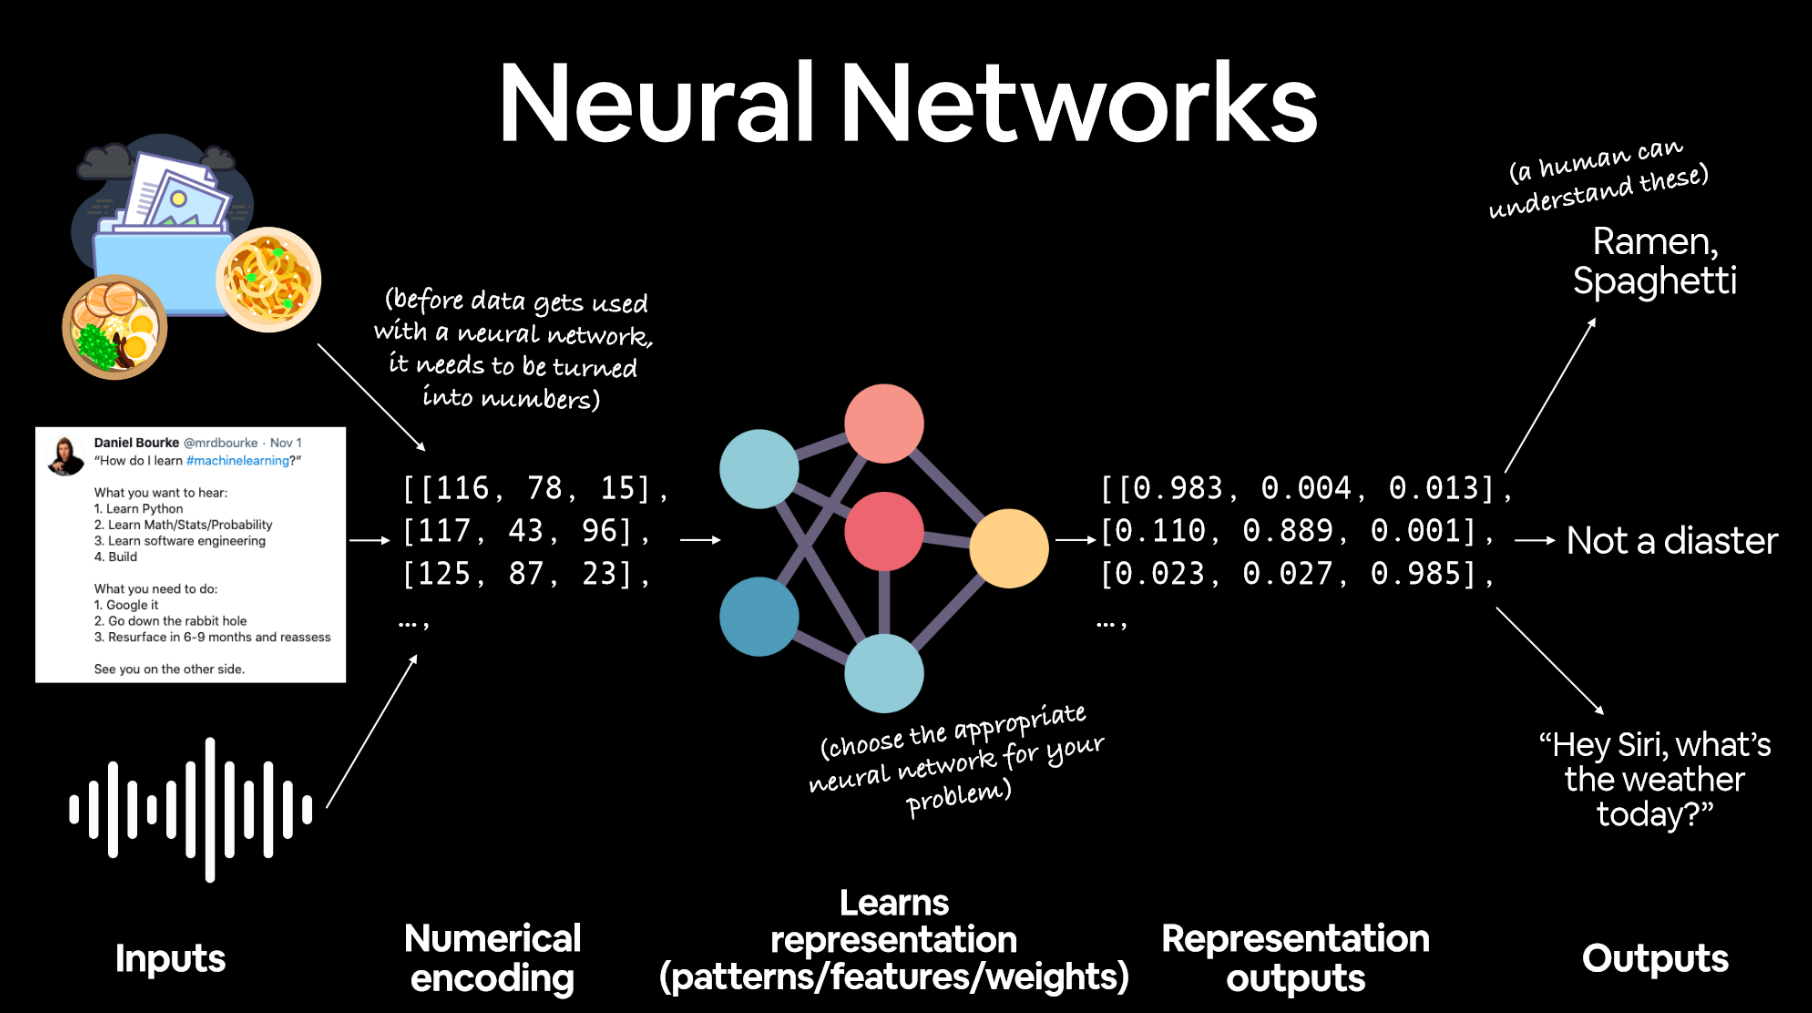 Neural Networks
(a human can
understand these)
Ramen,
Spaghetti
(before data gets used
with a neural network,
it needs to be turned
into numbers)
Daniel Bourke @mrdbourke · Nov 1
“How do I learn #machinelearning?”
What you want to hear:
1. Learn Python
2. Learn Math/Stats/Probability
3. Learn software engineering
4. Build
What you need to do:
1. Google it
2. Go down the rabbit hole
3. Resurface in 6-9 months and reassess
See you on the other side.
[[116, 78, 15],
[117, 43, 96],
[125, 87, 23],
…,
[[0.983, 0.004, 0.013],
[0.110, 0.889, 0.001],
[0.023, 0.027, 0.985],
…,
Not a diaster
(choose the appropriate
neural network for your
problem)
“Hey Siri, what’s
the weather
today?”
Inputs
Numerical
encoding
Learns
representation
(patterns/features/weights)
Representation
outputs
Outputs